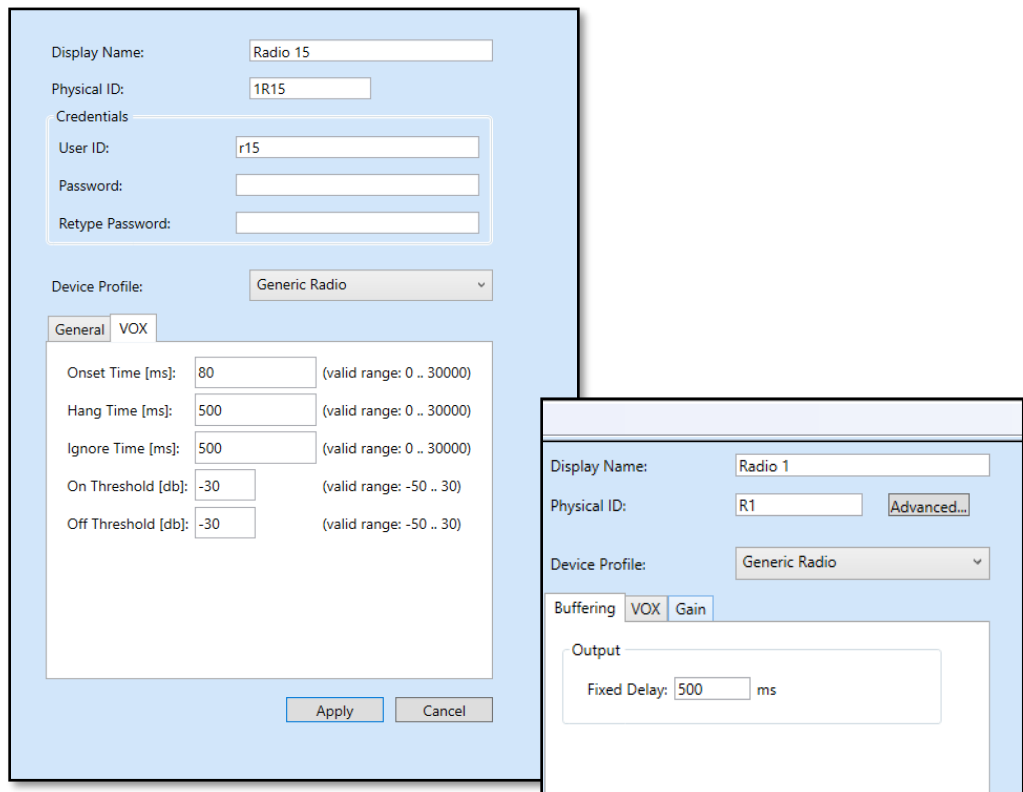 Display Name: Radio 15
Physical ID: 1R15
Credentials
User ID: r15
Password:
Retype Password:
Device Profile: Generic Radio
General VOX
Onset Time [ms]: 80 (valid range: 0 .. 30000)
Hang Time [ms]: 500 (valid range: 0 .. 30000)
Ignore Time [ms]: 500 (valid range: 0 .. 30000)
On Threshold [db]: -30 (valid range: -50 .. 30)
Off Threshold [db]: -30 (valid range: -50 .. 30)
Apply Cancel
Display Name: Radio 1
Physical ID: R1 Advanced...
Device Profile: Generic Radio
Buffering VOX Gain
Output
Fixed Delay: 500 ms